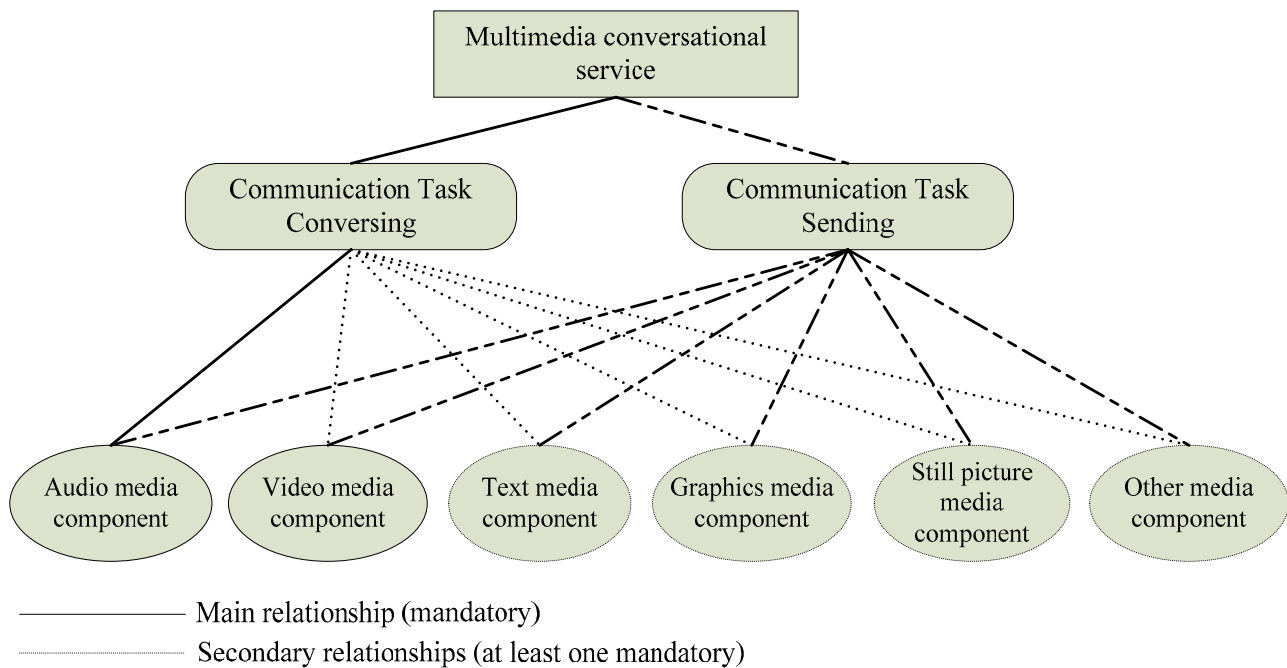 Multimedia conversational
service
Communication Task
Conversing
Communication Task
Sending
Audio media
component
Video media
component
Text media
component
Graphics media
component
Still picture
media
component
Other media
component
Main relationship (mandatory)
Secondary relationships (at least one mandatory)